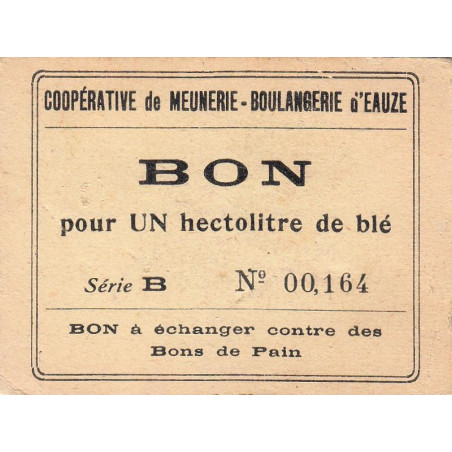 COOPÉRATIVE de MEUNERIE - BOULANGERIE d'EAUZE
BON
pour UN hectolitre de blé
Série B Nº 00,164
BON à échanger contre des
Bons de Pain